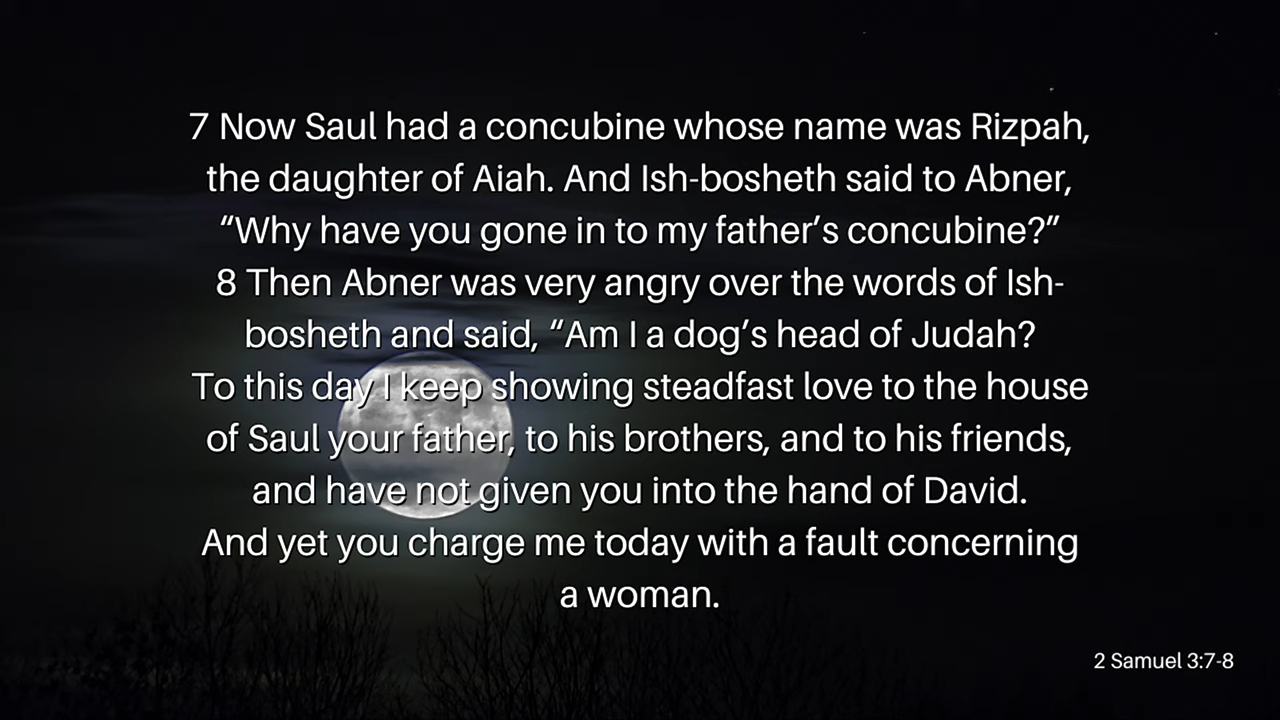 7 Now Saul had a concubine whose name was Rizpah,
the daughter of Aiah. And Ish-bosheth said to Abner,
“Why have you gone in to my father’s concubine?”
8 Then Abner was very angry over the words of Ish-
bosheth and said, “Am I a dog’s head of Judah?
To this day I keep showing steadfast love to the house
of Saul your father, to his brothers, and to his friends,
and have not given you into the hand of David.
And yet you charge me today with a fault concerning
a woman.
2 Samuel 3:7-8